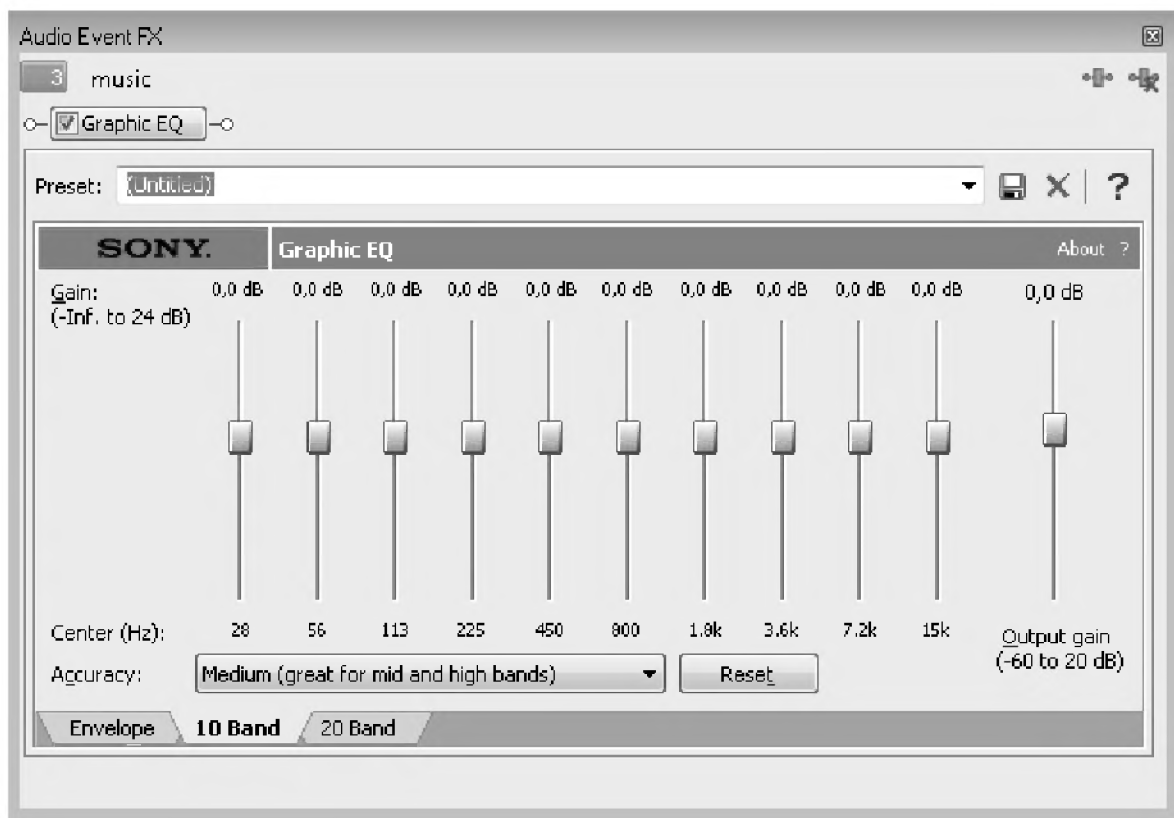 Audio Event FX
3 music
Graphic EQ
Preset: (Untitled) ?
SONY. Graphic EQ About ?
Gain: 0,0 dB 0,0 dB 0,0 dB 0,0 dB 0,0 dB 0,0 dB 0,0 dB 0,0 dB 0,0 dB 0,0 dB 0,0 dB
(-Inf. to 24 dB)
Center (Hz): 28 56 113 225 450 800 1.8k 3.6k 7.2k 15k Output gain
(-60 to 20 dB)
Accuracy: Medium (great for mid and high bands) Reset
Envelope 10 Band 20 Band